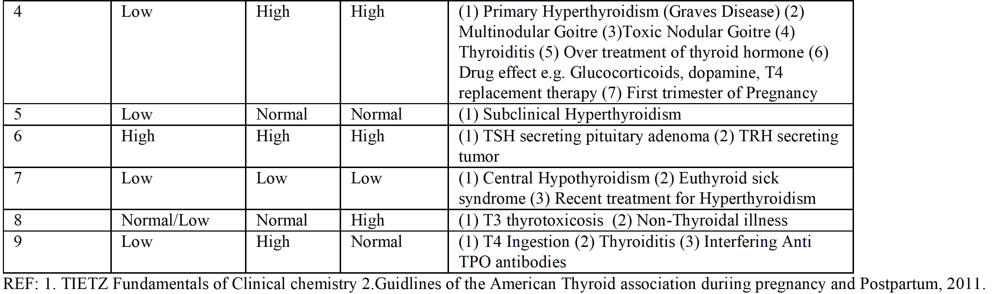 4 Low High High (1) Primary Hyperthyroidism (Graves Disease) (2)
Multinodular Goitre (3)Toxic Nodular Goitre (4)
Thyroiditis (5) Over treatment of thyroid hormone (6)
Drug effect e.g. Glucocorticoids, dopamine, T4
replacement therapy (7) First trimester of Pregnancy
5 Low Normal Normal (1) Subclinical Hyperthyroidism
6 High High High (1) TSH secreting pituitary adenoma (2) TRH secreting
tumor
7 Low Low Low (1) Central Hypothyroidism (2) Euthyroid sick
syndrome (3) Recent treatment for Hyperthyroidism
8 Normal/Low Normal High (1) T3 thyrotoxicosis  (2) Non-Thyroidal illness
9 Low High Normal (1) T4 Ingestion (2) Thyroiditis (3) Interfering Anti
TPO antibodies
REF: 1. TIETZ Fundamentals of Clinical chemistry 2.Guidlines of the American Thyroid association duriing pregnancy and Postpartum, 2011.